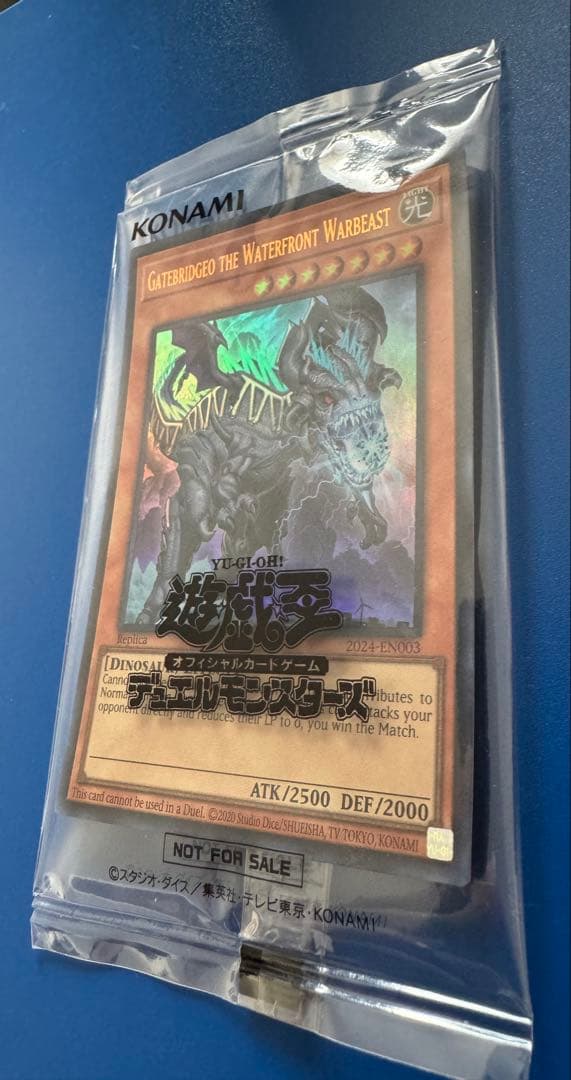 KONAMI
GATEBRIDGEO THE WATERFRONT WARBEAST
LIGHT
光
YU-GI-OH!
遊戯王
Replica
2024-EN003
オフィシャルカードゲーム
デュエルモンスターズ
[DINOSA
Canno ributes to
Norma tacks your
opponent directly and reduces their LP to 0, you win the Match.
ATK/2500 DEF/2000
This card cannot be used in a Duel. ©2020 Studio Dice/SHUEISHA, TV TOKYO, KONAMI
NOT FOR SALE
©スタジオ・ダイス/集英社・テレビ東京・KONAMI